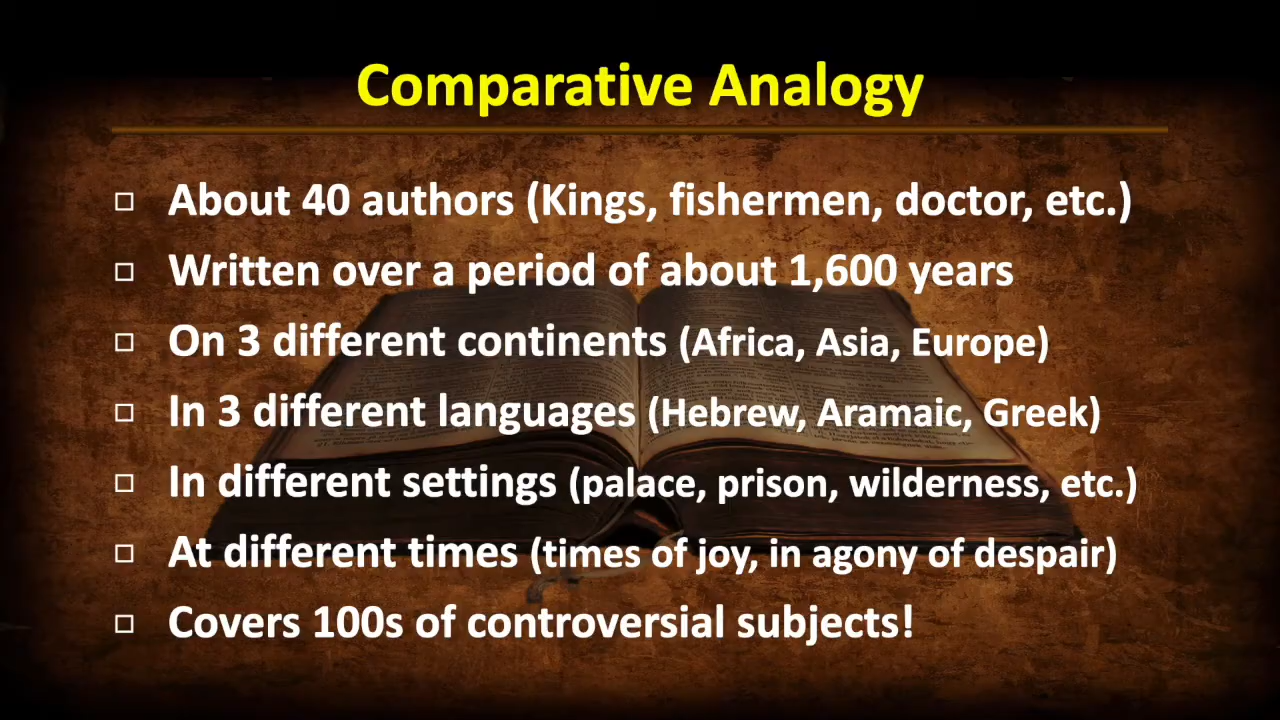 Comparative Analogy
About 40 authors (Kings, fishermen, doctor, etc.)
Written over a period of about 1,600 years
On 3 different continents (Africa, Asia, Europe)
In 3 different languages (Hebrew, Aramaic, Greek)
In different settings (palace, prison, wilderness, etc.)
At different times (times of joy, in agony of despair)
Covers 100s of controversial subjects!